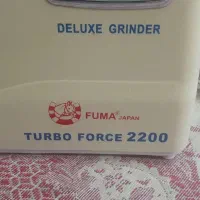 DELUXE GRINDER
FUMA® JAPAN
TURBO FORCE 2200